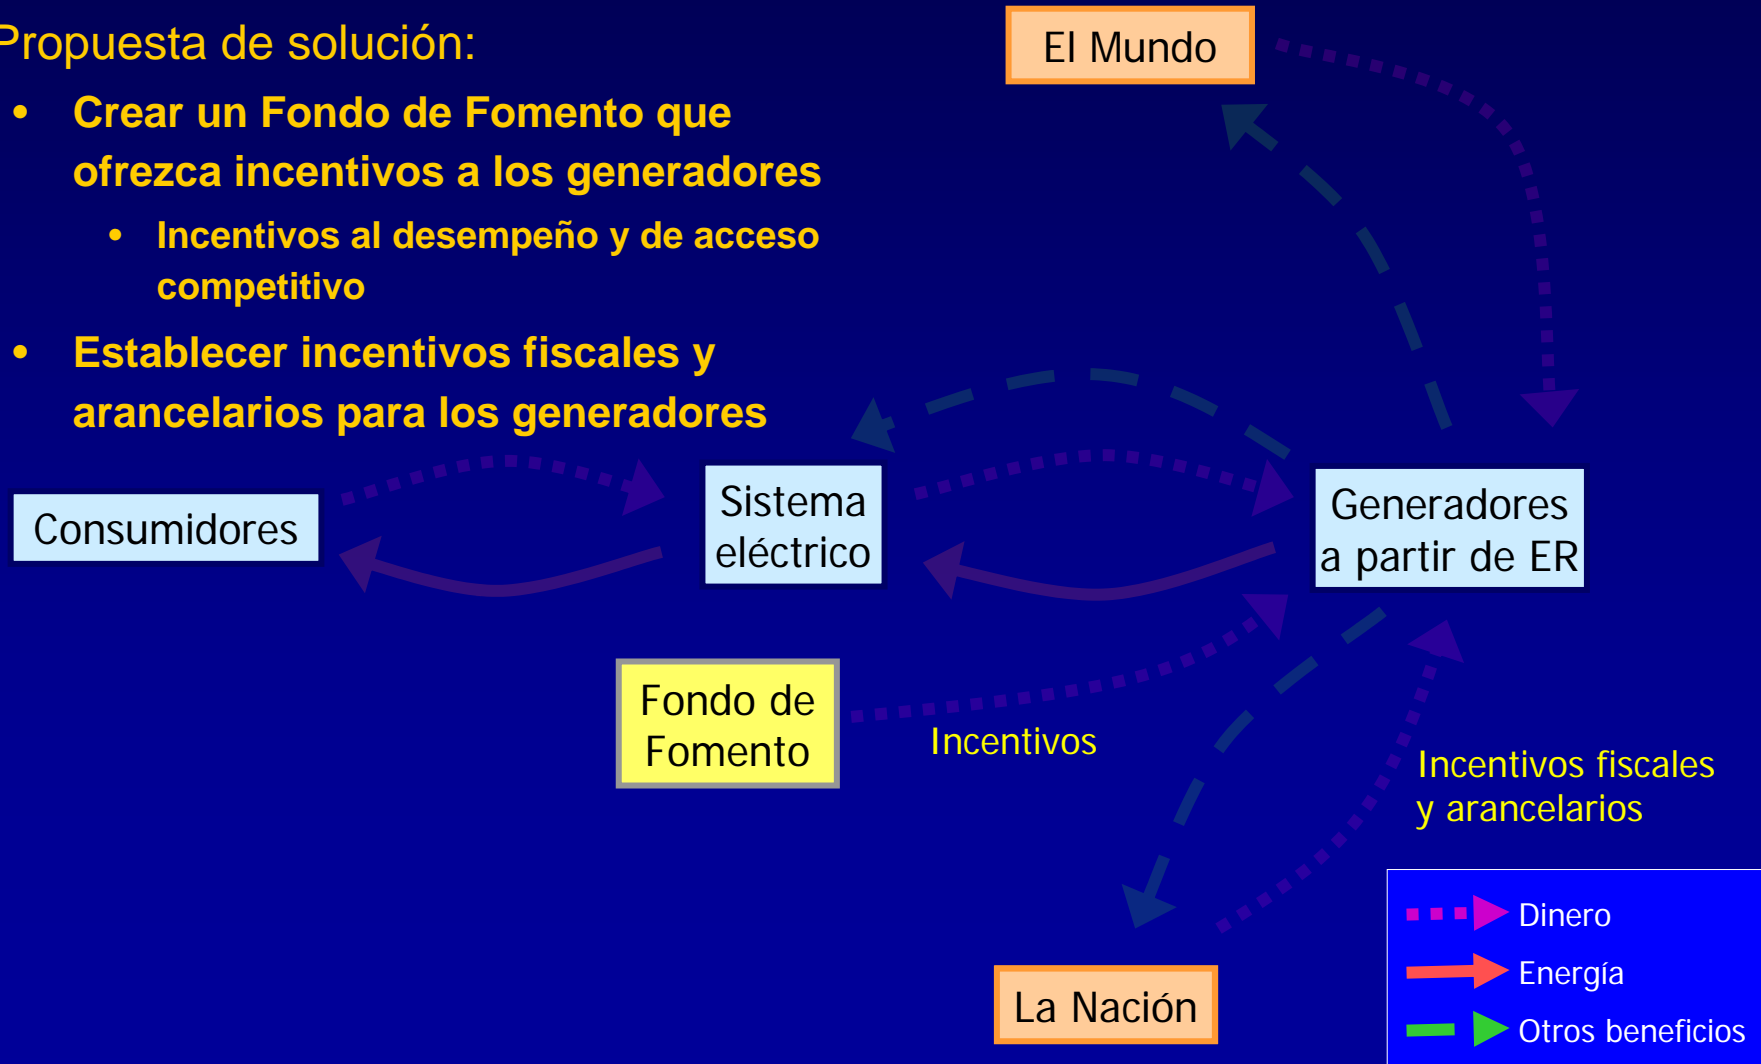 Propuesta de solución:
• Crear un Fondo de Fomento que
ofrezca incentivos a los generadores
• Incentivos al desempeño y de acceso
competitivo
• Establecer incentivos fiscales y
arancelarios para los generadores
El Mundo
Consumidores
Sistema
eléctrico
Generadores
a partir de ER
Fondo de
Fomento
Incentivos
Incentivos fiscales
y arancelarios
La Nación
Dinero
Energía
Otros beneficios